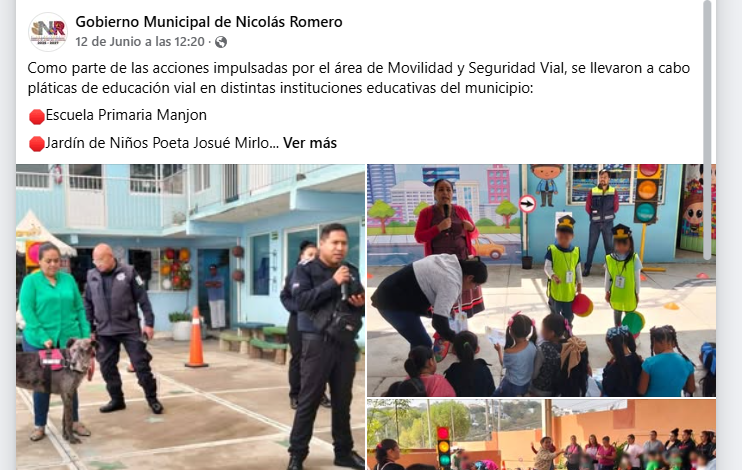 Gobierno Municipal de Nicolás Romero
12 de Junio a las 12:20 ·
Como parte de las acciones impulsadas por el área de Movilidad y Seguridad Vial, se llevaron a cabo
pláticas de educación vial en distintas instituciones educativas del municipio:
Escuela Primaria Manjon
Jardín de Niños Poeta Josué Mirlo... Ver más